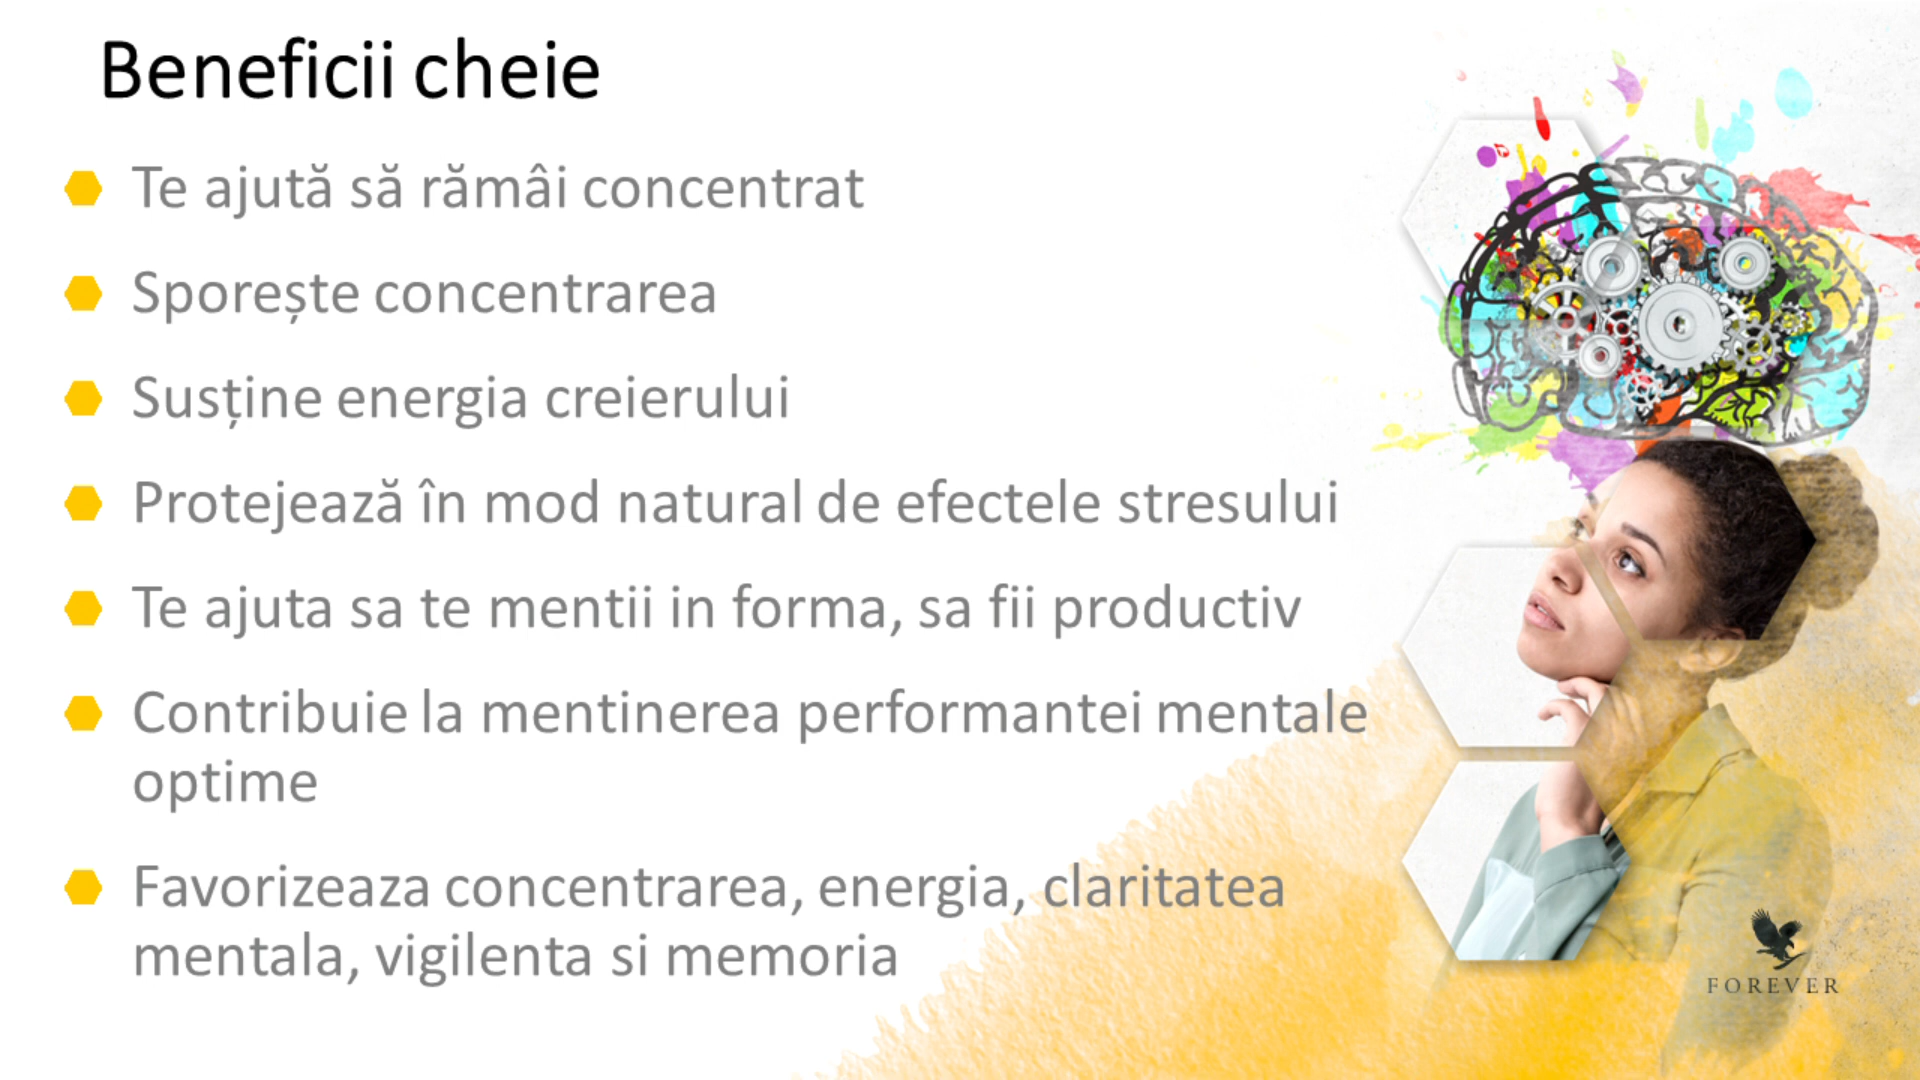 Beneficii cheie
Te ajută să rămâi concentrat
Sporește concentrarea
Susține energia creierului
Protejează în mod natural de efectele stresului
Te ajuta sa te mentii in forma, sa fii productiv
Contribuie la mentinerea performantei mentale
optime
Favorizeaza concentrarea, energia, claritatea
mentala, vigilenta si memoria
FOREVER